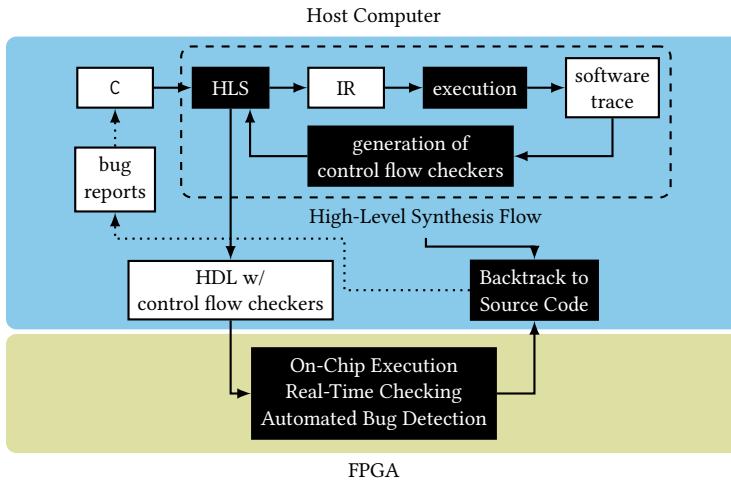 Host Computer
C
HLS
IR
execution
software
trace
generation of
control flow checkers
bug
reports
High-Level Synthesis Flow
HDL w/
control flow checkers
Backtrack to
Source Code
On-Chip Execution
Real-Time Checking
Automated Bug Detection
FPGA